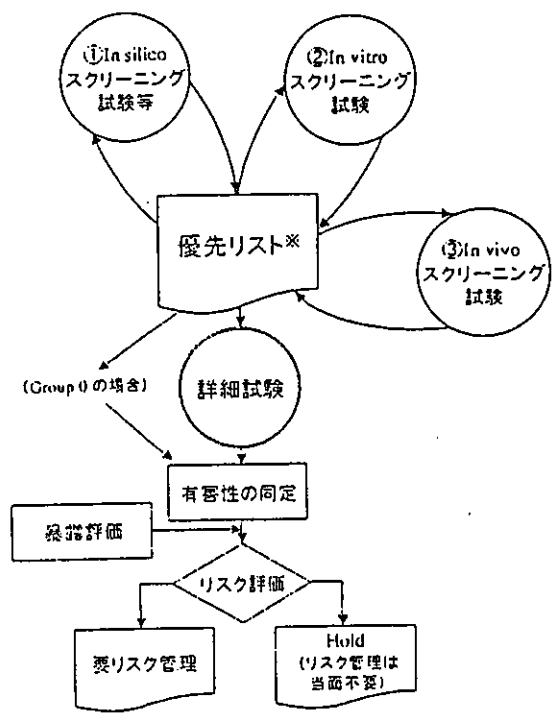 ①In silico
スクリーニング
試験等
②In vitro
スクリーニング
試験
優先リスト※
③In vivo
スクリーニング
試験
(Group 0 の場合)
詳細試験
有害性の同定
暴露評価
リスク評価
要リスク管理
Hold
(リスク管理は
当面不要)